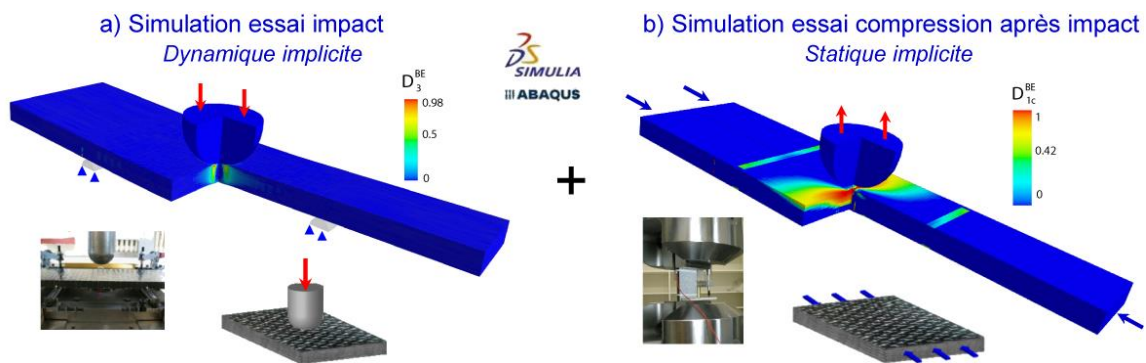 a) Simulation essai impact
Dynamique implicite
D3BE
0.98
0.5
0
3DS
SIMULIA
ABAQUS
+
b) Simulation essai compression après impact
Statique implicite
D1cBE
1
0.42
0